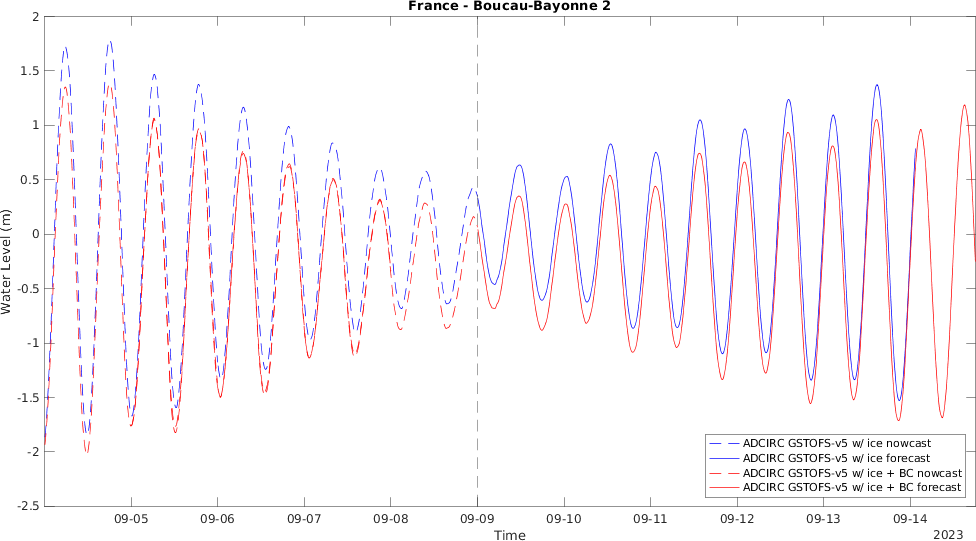 France - Boucau-Bayonne 2
2
1.5
1
0.5
0
-0.5
-1
-1.5
-2
-2.5
Water Level (m)
09-05 09-06 09-07 09-08 09-09 09-10 09-11 09-12 09-13 09-14
Time
2023
ADCIRC GSTOFS-v5 w/ ice nowcast
ADCIRC GSTOFS-v5 w/ ice forecast
ADCIRC GSTOFS-v5 w/ ice + BC nowcast
ADCIRC GSTOFS-v5 w/ ice + BC forecast